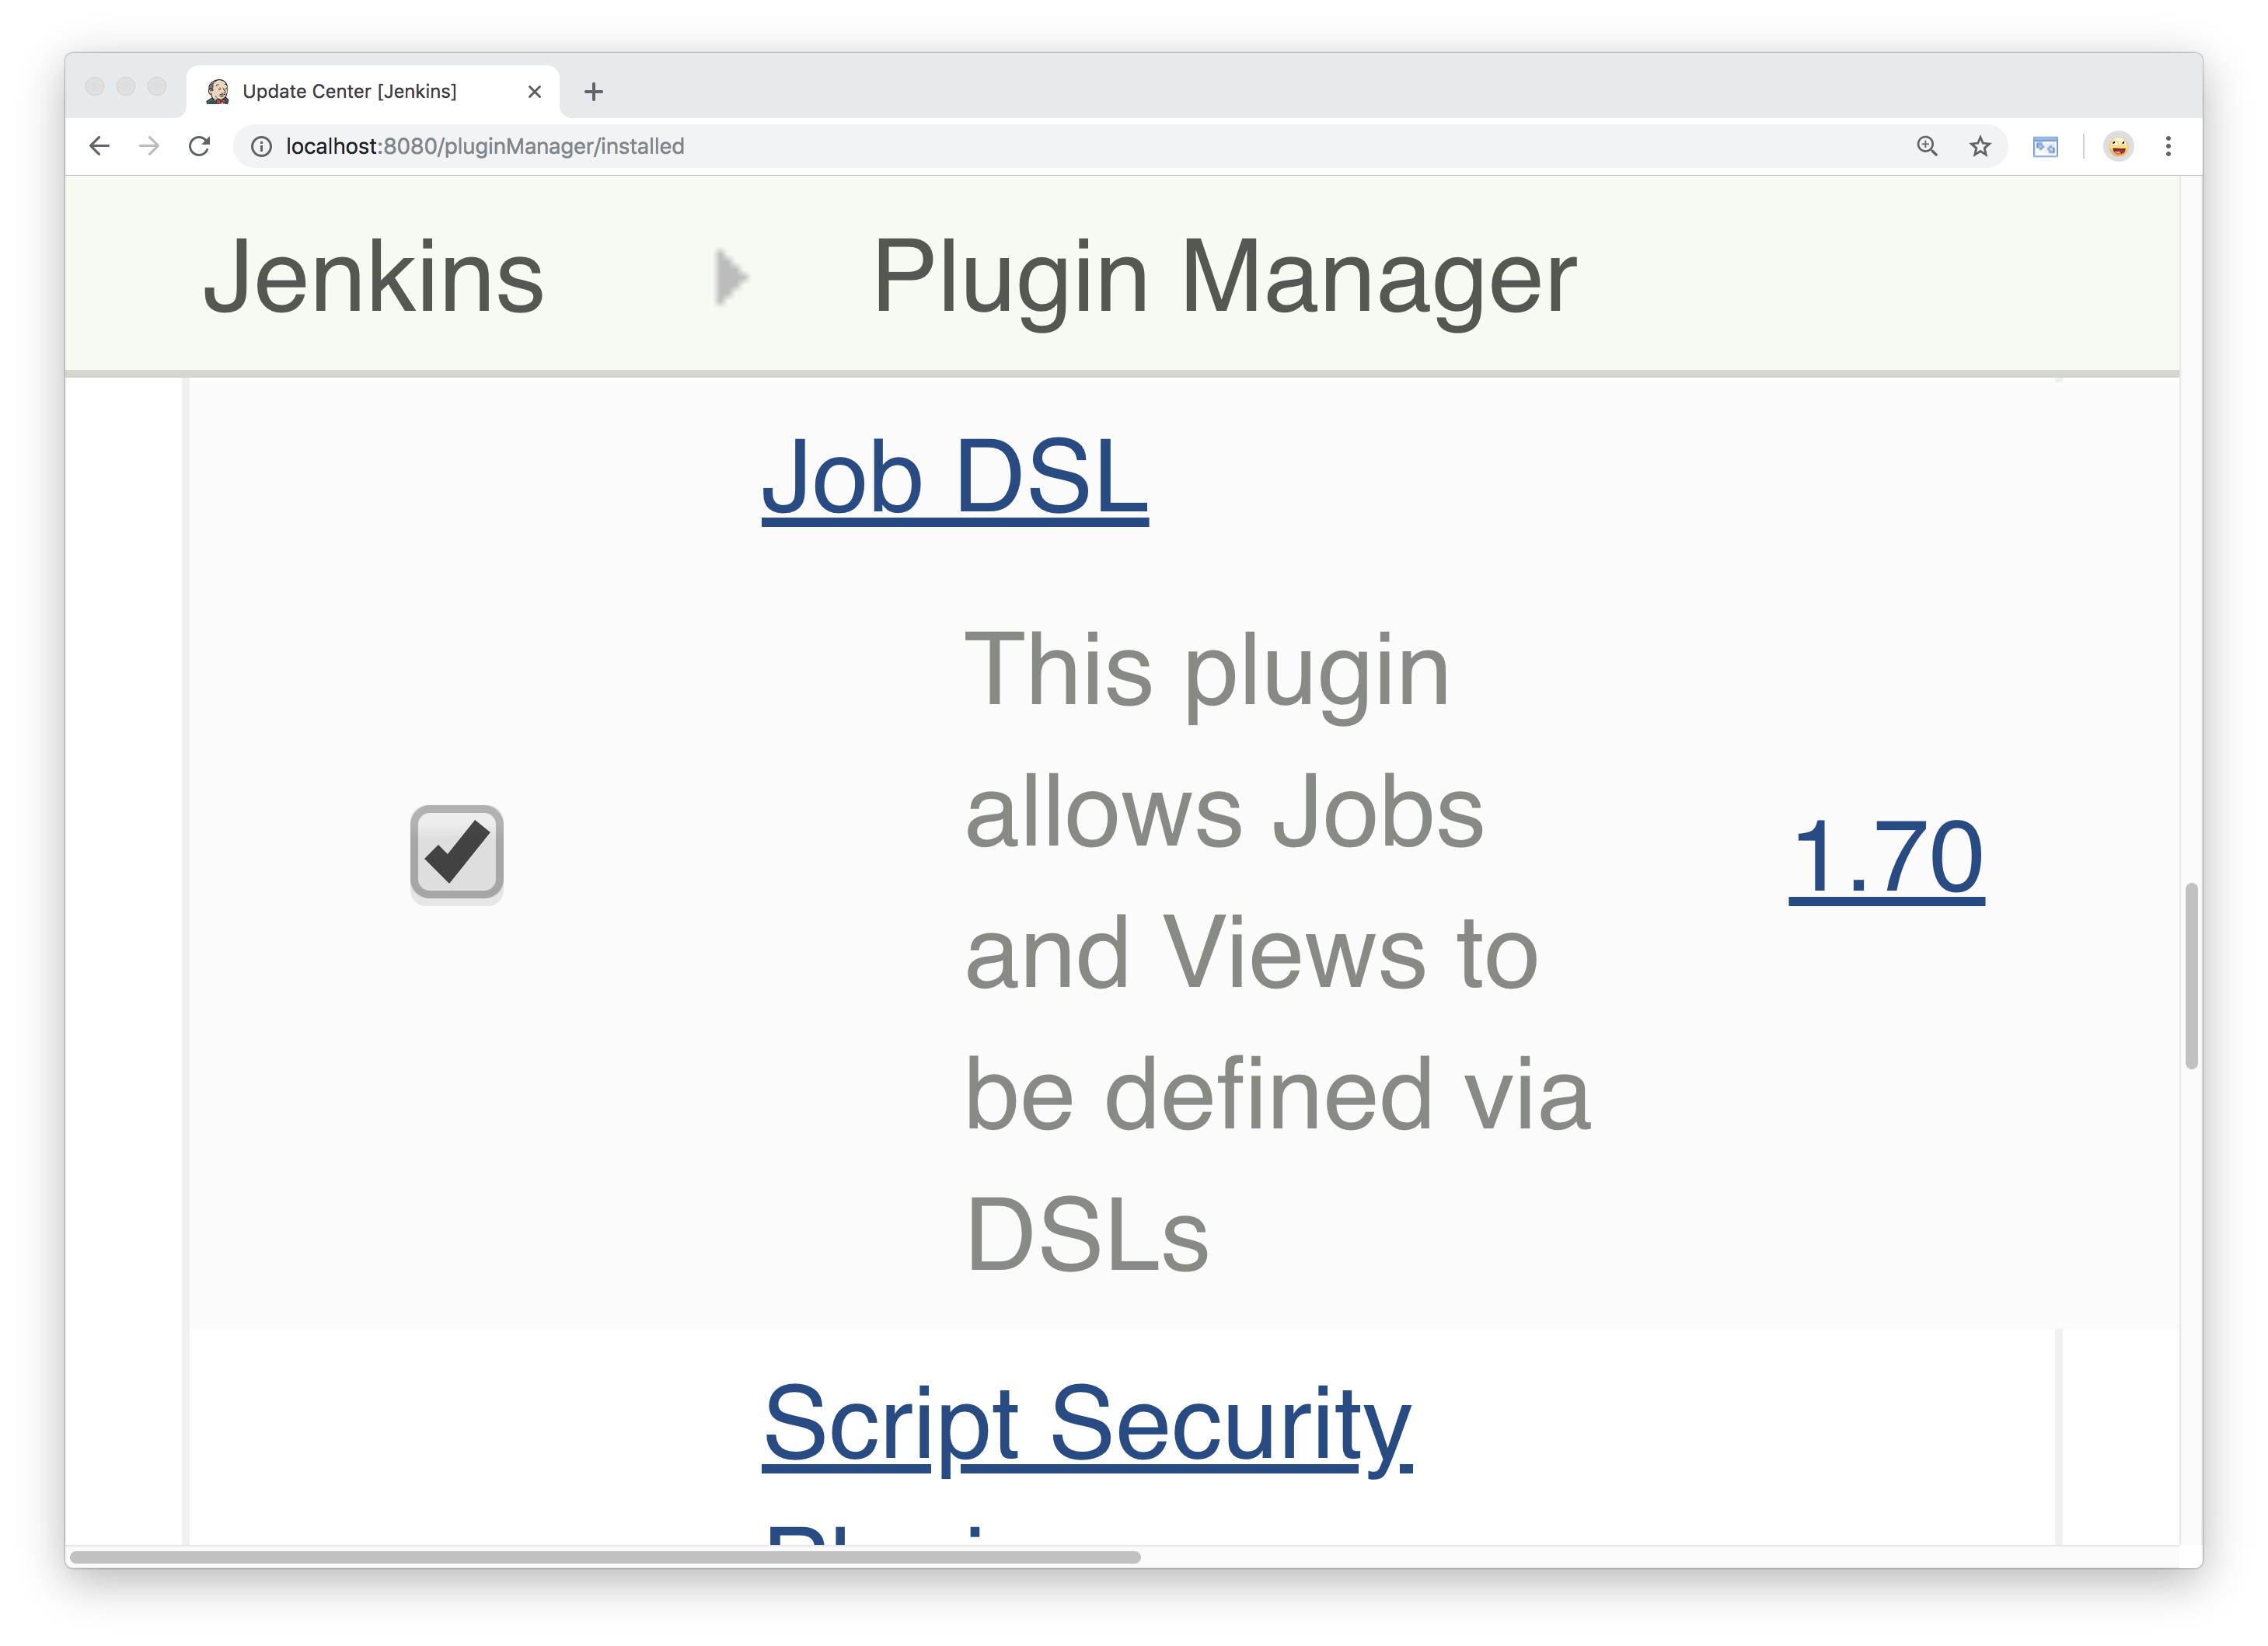 Update Center [Jenkins]
localhost:8080/pluginManager/installed
Jenkins Plugin Manager
Job DSL
This plugin
allows Jobs
and Views to
be defined via
DSLs
1.70
Script Security